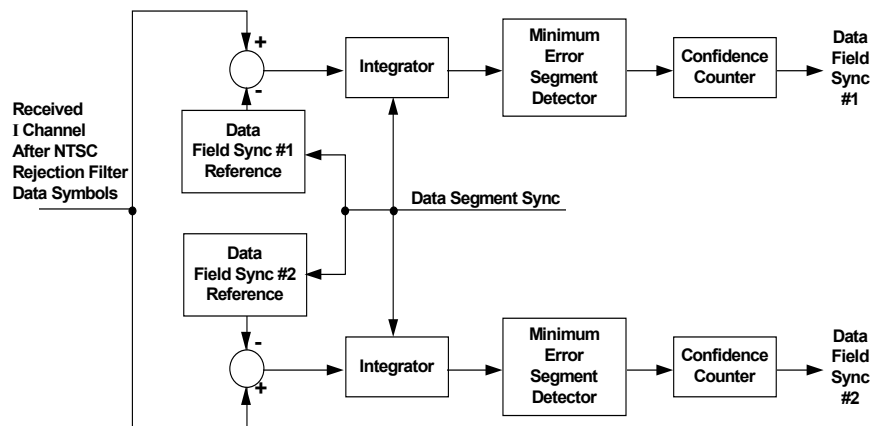 Received
I Channel
After NTSC
Rejection Filter
Data Symbols
+
-
Data
Field Sync #1
Reference
Integrator
Minimum
Error
Segment
Detector
Confidence
Counter
Data
Field
Sync
#1
Data Segment Sync
Data
Field Sync #2
Reference
-
+
Integrator
Minimum
Error
Segment
Detector
Confidence
Counter
Data
Field
Sync
#2